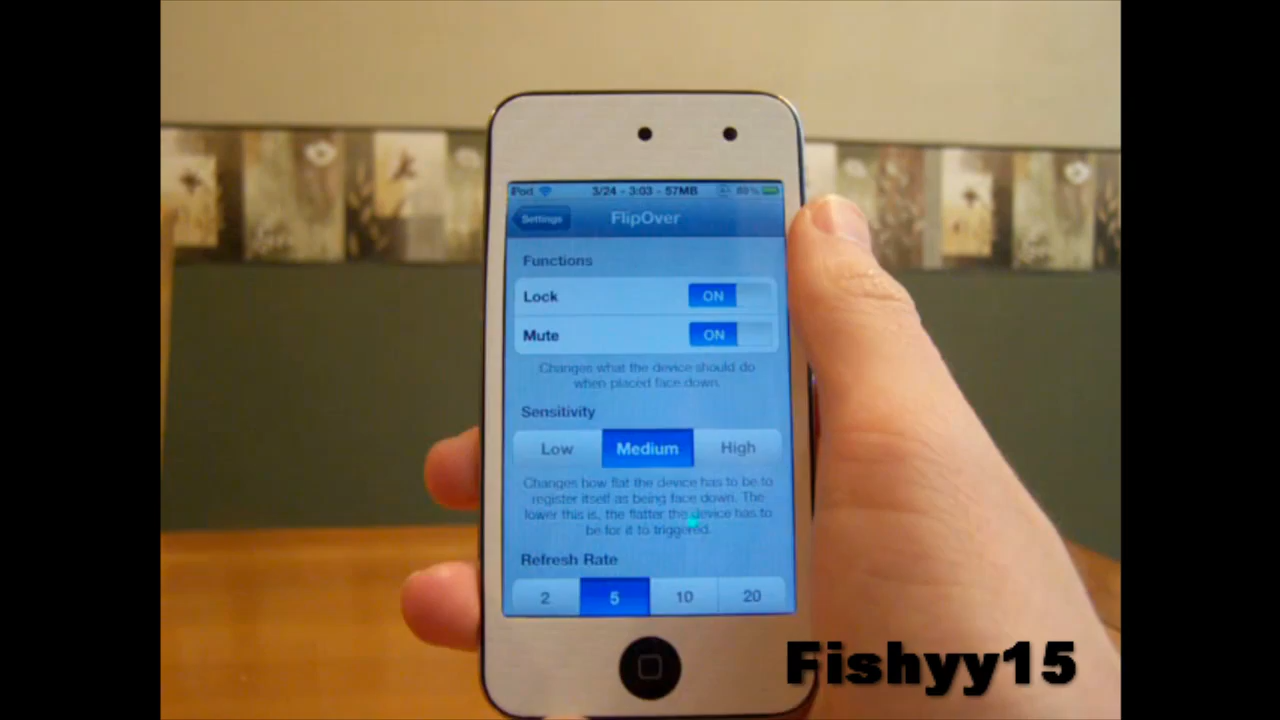 iPod 3/24 - 3:03 - 57MB 88%
Settings FlipOver
Functions
Lock ON
Mute ON
Changes what the device should do
when placed face down.
Sensitivity
Low Medium High
Changes how flat the device has to be to
register itself as being face down. The
lower this is, the flatter the device has to
be for it to triggered.
Refresh Rate
2 5 10 20
Fishyy15